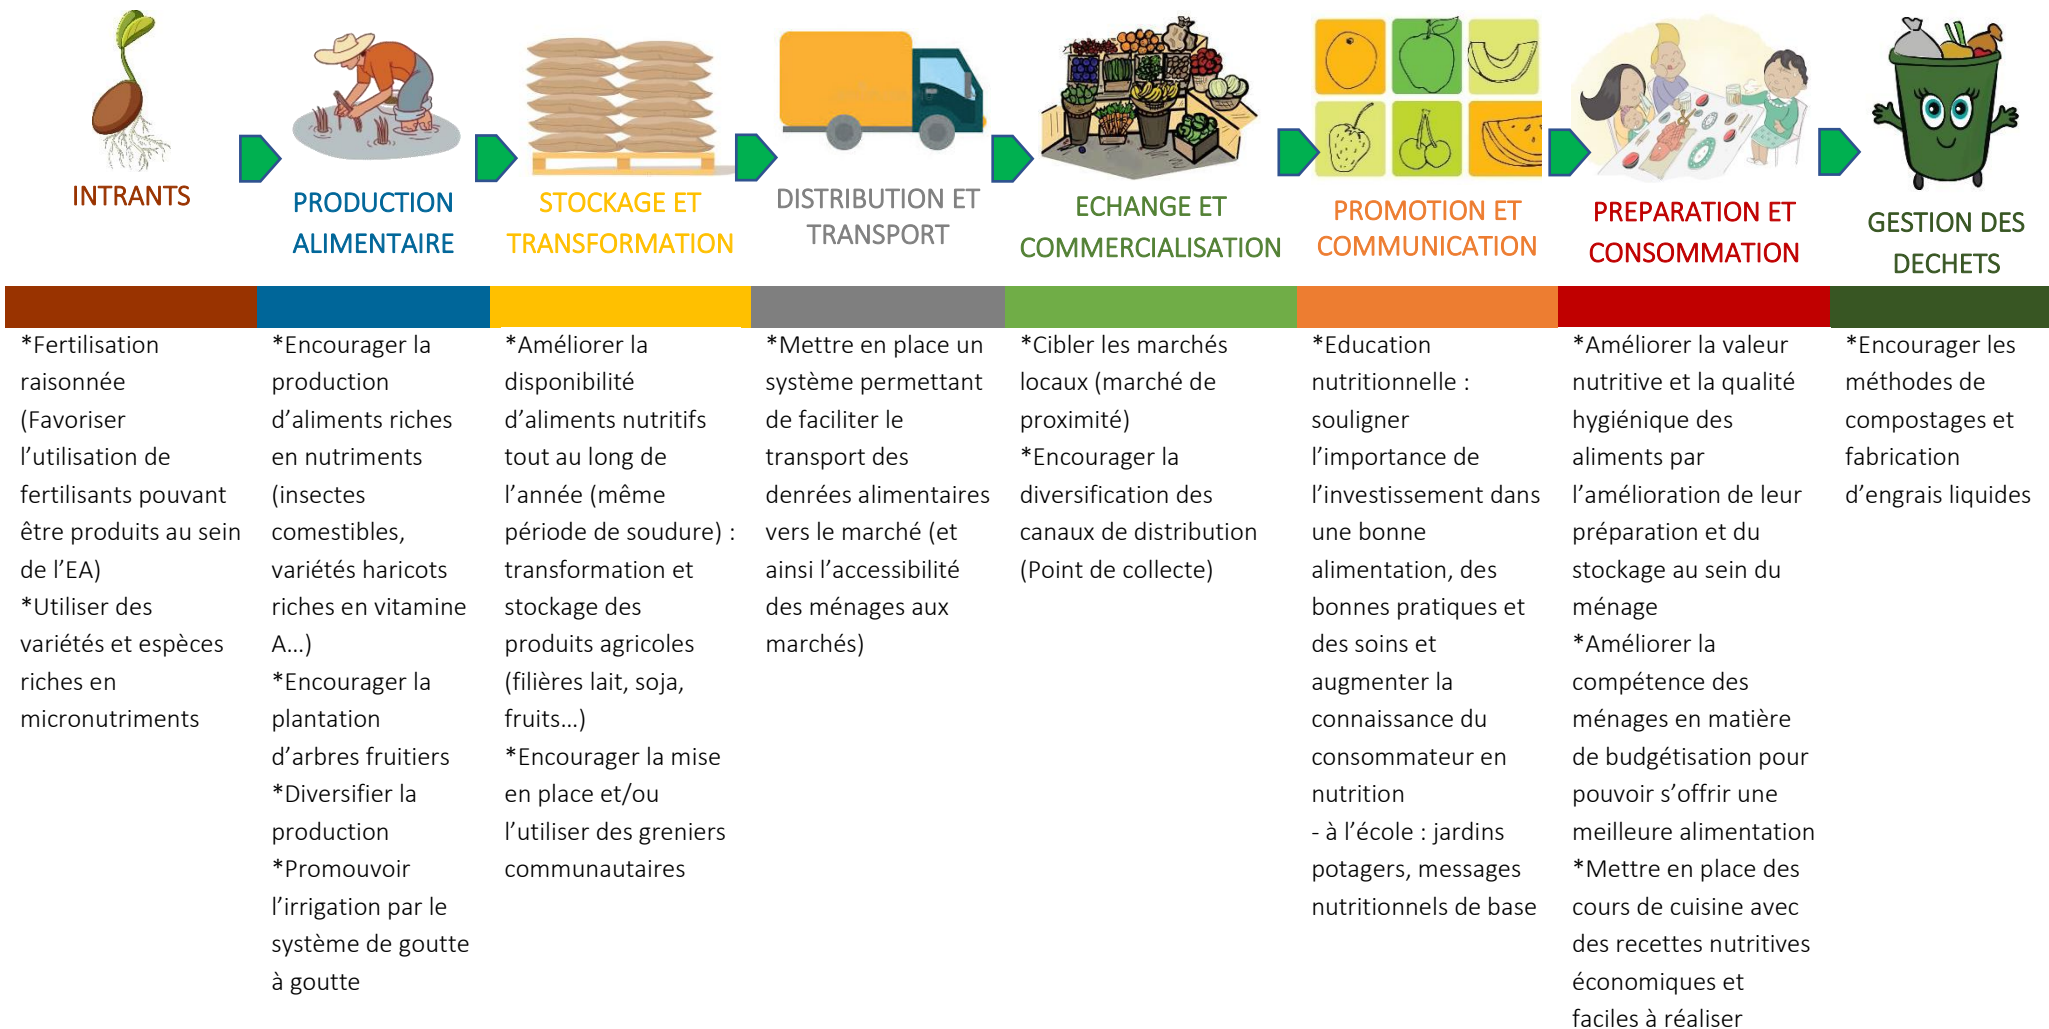 INTRANTS
PRODUCTION
ALIMENTAIRE
STOCKAGE ET
TRANSFORMATION
DISTRIBUTION ET
TRANSPORT
ECHANGE ET
COMMERCIALISATION
PROMOTION ET
COMMUNICATION
PREPARATION ET
CONSOMMATION
GESTION DES
DECHETS
*Fertilisation
raisonnée
(Favoriser
l’utilisation de
fertilisants pouvant
être produits au sein
de l’EA)
*Utiliser des
variétés et espèces
riches en
micronutriments
*Encourager la
production
d’aliments riches
en nutriments
(insectes
comestibles,
variétés haricots
riches en vitamine
A…)
*Encourager la
plantation
d’arbres fruitiers
*Diversifier la
production
*Promouvoir
l’irrigation par le
système de goutte
à goutte
*Améliorer la
disponibilité
d’aliments nutritifs
tout au long de
l’année (même
période de soudure) :
transformation et
stockage des
produits agricoles
(filières lait, soja,
fruits…)
*Encourager la mise
en place et/ou
l’utiliser des greniers
communautaires
*Mettre en place un
système permettant
de faciliter le
transport des
denrées alimentaires
vers le marché (et
ainsi l’accessibilité
des ménages aux
marchés)
*Cibler les marchés
locaux (marché de
proximité)
*Encourager la
diversification des
canaux de distribution
(Point de collecte)
*Education
nutritionnelle :
souligner
l’importance de
l’investissement dans
une bonne
alimentation, des
bonnes pratiques et
des soins et
augmenter la
connaissance du
consommateur en
nutrition
- à l’école : jardins
potagers, messages
nutritionnels de base
*Améliorer la valeur
nutritive et la qualité
hygiénique des
aliments par
l’amélioration de leur
préparation et du
stockage au sein du
ménage
*Améliorer la
compétence des
ménages en matière
de budgétisation pour
pouvoir s’offrir une
meilleure alimentation
*Mettre en place des
cours de cuisine avec
des recettes nutritives
économiques et
faciles à réaliser
*Encourager les
méthodes de
compostages et
fabrication
d’engrais liquides